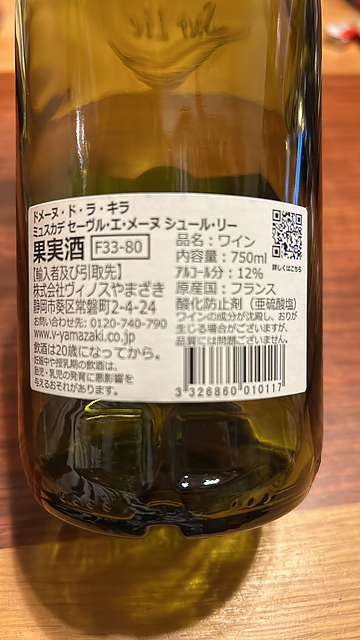 Sur Lie
ドメーヌ・ド・ラ・キラ
ミュスカデ セーヴル・エ・メーヌ シュール・リー
果実酒 F33-80
【輸入者及び引取先】
株式会社ヴィノスやまざき
静岡市葵区常磐町2-4-24
お問い合わせ先: 0120-740-790
www.v-yamazaki.co.jp
飲酒は20歳になってから。
妊娠中や授乳期の飲酒は、
胎児・乳児の発育に悪影響を
与えるおそれがあります。
品名：ワイン
内容量：750ml
アルコール分：12%
原産国：フランス
酸化防止剤（亜硫酸塩）
ワインの成分が沈殿し、おりが
生じる場合がございますが、
品質には問題ございません。
詳しくはこちら
3 326860 010117